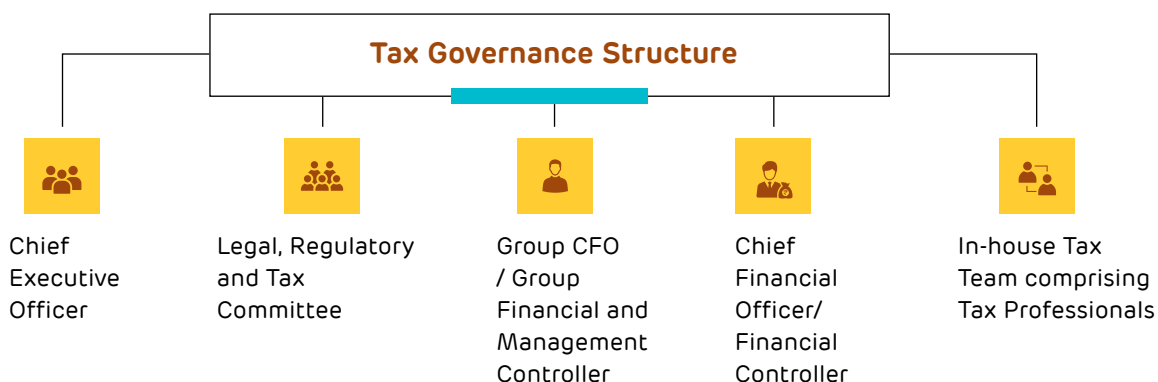 Tax Governance Structure
Chief
Executive
Officer
Legal, Regulatory
and Tax
Committee
Group CFO
/ Group
Financial and
Management
Controller
Chief
Financial
Officer/
Financial
Controller
In-house Tax
Team comprising
Tax Professionals